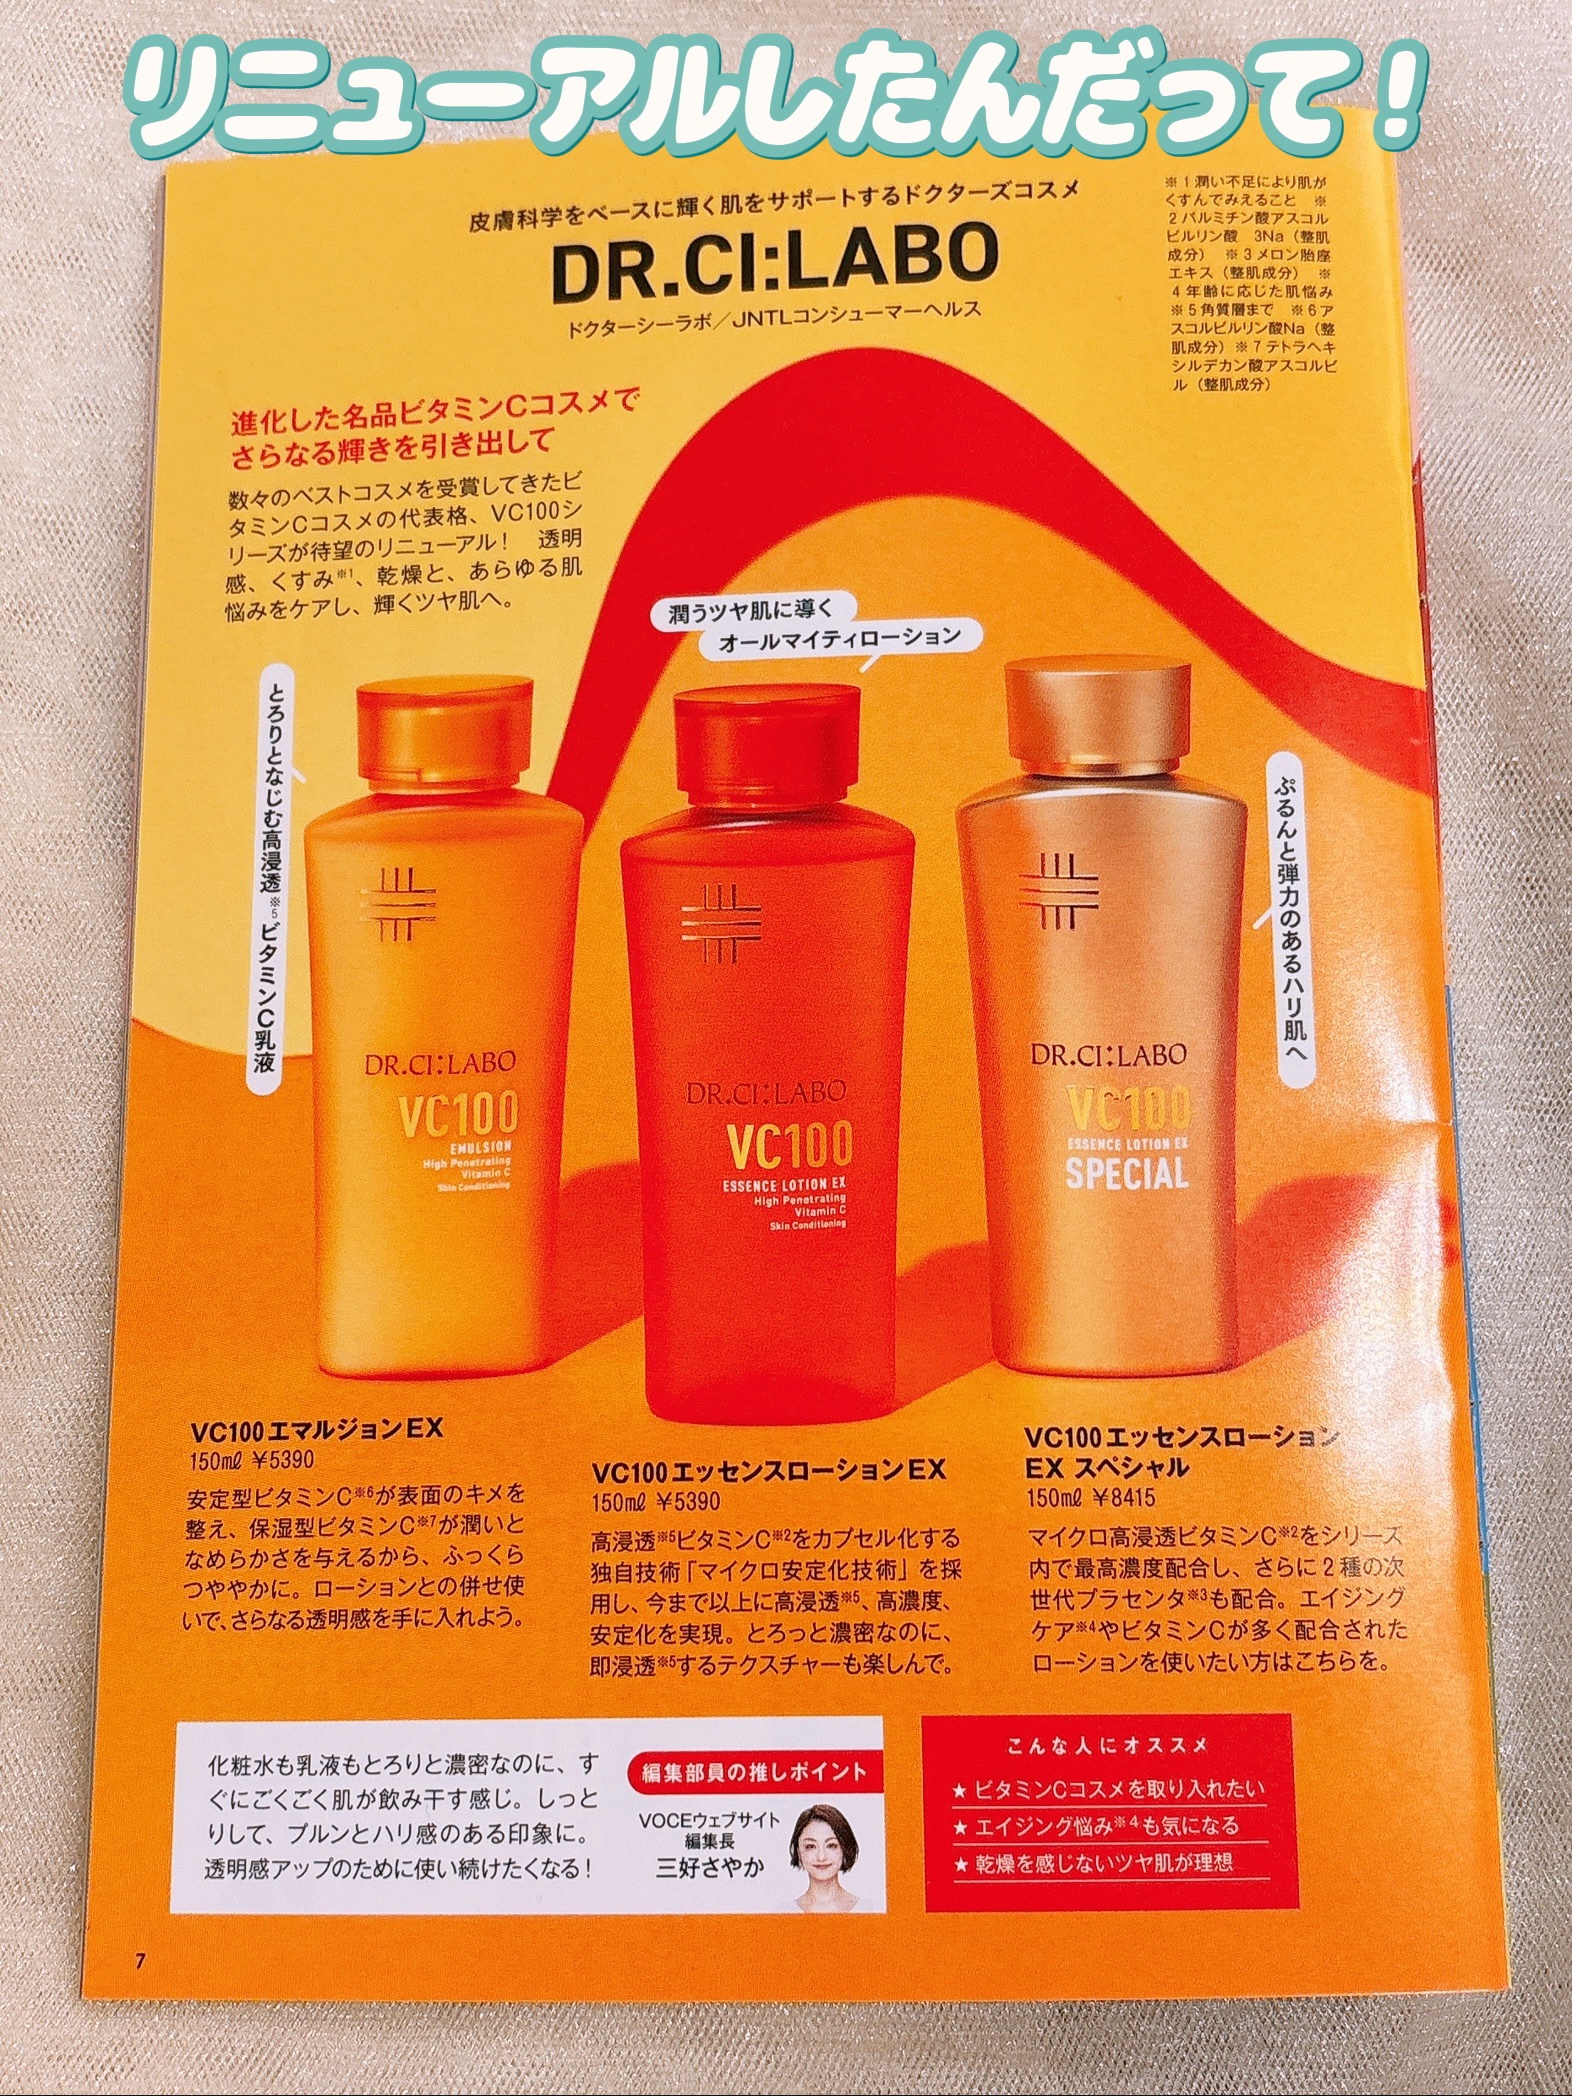 リニューアルしたんだって！
皮膚科学をベースに輝く肌をサポートするドクターズコスメ
DR.CI:LABO
ドクターシーラボ／JNTLコンシューマーヘルス
※1潤い不足により肌が
くすんでみえること　※
2パルミチン酸アスコル
ビルリン酸　3Na（整肌
成分）　※3メロン胎座
エキス（整肌成分）　※
4年齢に応じた肌悩み
※5角質層まで　※6ア
スコルビルリン酸Na（整
肌成分）※7テトラヘキ
シルデカン酸アスコルビ
ル（整肌成分）
進化した名品ビタミンCコスメで
さらなる輝きを引き出して
数々のベストコスメを受賞してきたビ
タミンCコスメの代表格、VC100シ
リーズが待望のリニューアル！　透明
感、くすみ※1、乾燥と、あらゆる肌
悩みをケアし、輝くツヤ肌へ。
とろりとなじむ高浸透※5ビタミンC乳液
潤うツヤ肌に導く
オールマイティローション
ぷるんと弾力のあるハリ肌へ
DR.CI:LABO
VC100
EMULSION
High Penetrating
Vitamin C
Skin Conditioning
DR.CI:LABO
VC100
ESSENCE LOTION EX
High Penetrating
Vitamin C
Skin Conditioning
DR.CI:LABO
VC100
ESSENCE LOTION EX
SPECIAL
VC100エマルジョンEX
150㎖ ¥5390
安定型ビタミンC※6が表面のキメを
整え、保湿型ビタミンC※7が潤いと
なめらかさを与えるから、ふっくら
つややかに。ローションとの併せ使
いで、さらなる透明感を手に入れよう。
VC100エッセンスローションEX
150㎖ ¥5390
高浸透※5ビタミンC※2をカプセル化する
独自技術「マイクロ安定化技術」を採
用し、今まで以上に高浸透※5、高濃度、
安定化を実現。とろっと濃密なのに、
即浸透※5するテクスチャーも楽しんで。
VC100エッセンスローション
EX スペシャル
150㎖ ¥8415
マイクロ高浸透ビタミンC※2をシリーズ
内で最高濃度配合し、さらに2種の次
世代プラセンタ※3も配合。エイジング
ケア※4やビタミンCが多く配合された
ローションを使いたい方はこちらを。
化粧水も乳液もとろりと濃密なのに、す
ぐにごくごく肌が飲み干す感じ。しっと
りして、プルンとハリ感のある印象に。
透明感アップのために使い続けたくなる！
編集部員の推しポイント
VOCEウェブサイト
編集長
三好さやか
こんな人にオススメ
★ ビタミンCコスメを取り入れたい
★ エイジング悩み※4も気になる
★ 乾燥を感じないツヤ肌が理想
7